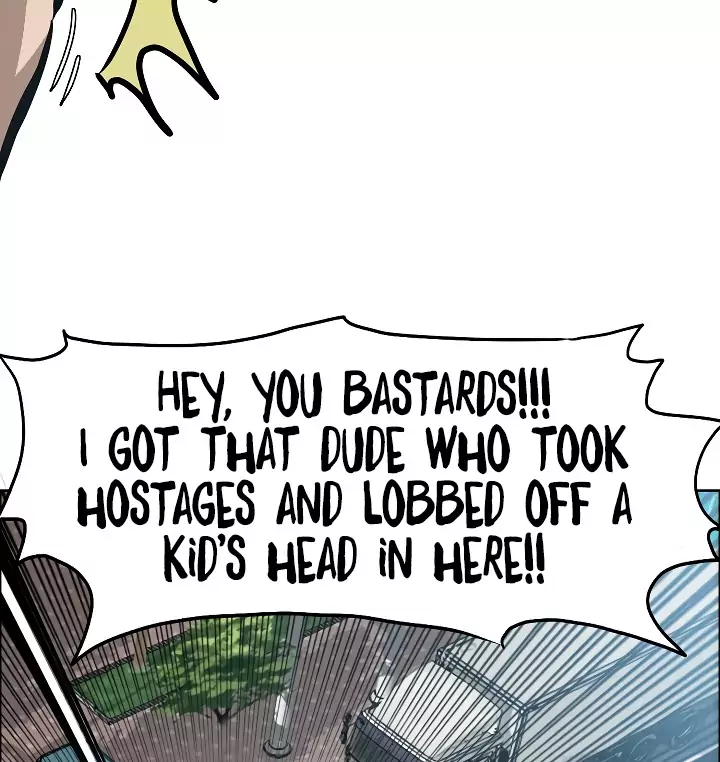 HEY, YOU BASTARDS!!!
I GOT THAT DUDE WHO TOOK
HOSTAGES AND LOBBED OFF A
KID'S HEAD IN HERE!!